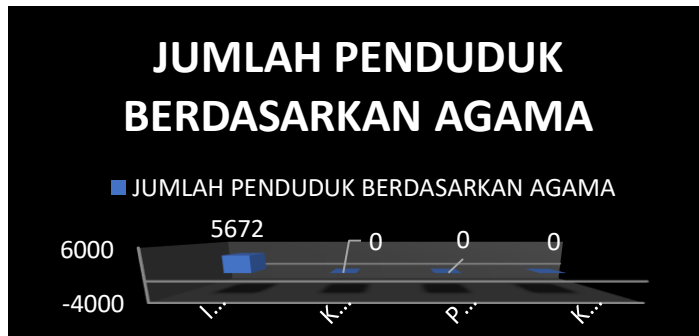 JUMLAH PENDUDUK
BERDASARKAN AGAMA
JUMLAH PENDUDUK BERDASARKAN AGAMA
5672
0
0
0
6000
-4000
I...
K...
P...
K...